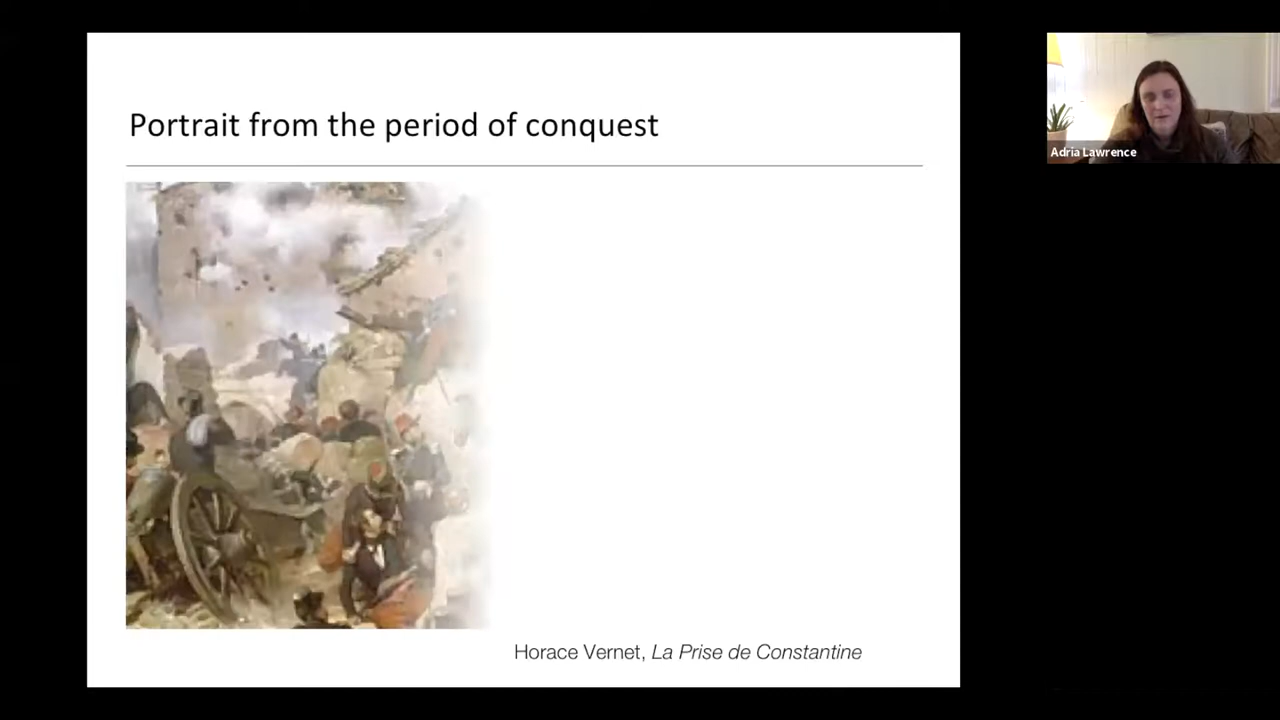 Portrait from the period of conquest
Adria Lawrence
Horace Vernet, La Prise de Constantine